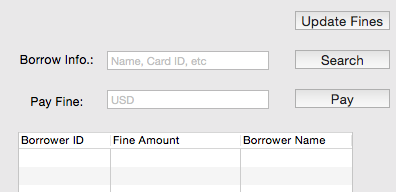 Update Fines
Borrow Info.: Name, Card ID, etc Search
Pay Fine: USD Pay
Borrower ID Fine Amount Borrower Name